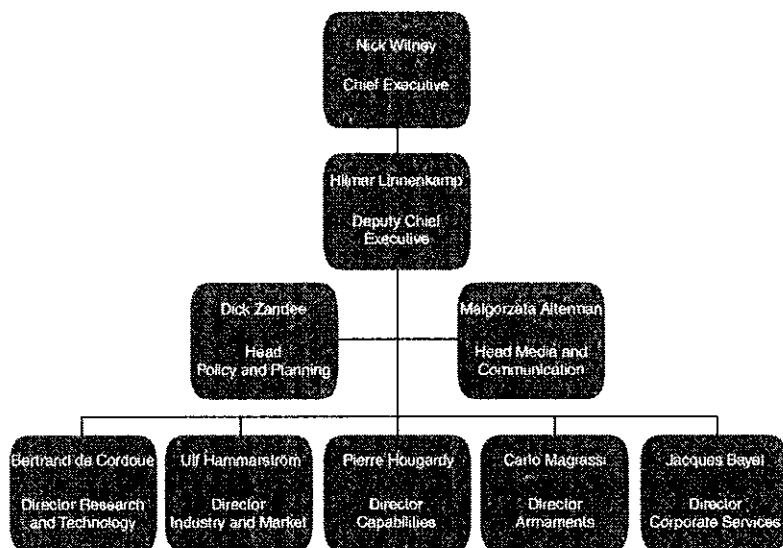 Nick Witney
Chief Executive
Hilmar Linnenkamp
Deputy Chief
Executive
Dick Zandee
Head
Policy and Planning
Malgorzata Alterman
Head Media and
Communication
Bertrand de Cordoue
Director Research
and Technology
Ulf Hammarström
Director
Industry and Market
Pierre Hougardy
Director
Capabilities
Carlo Magrassi
Director
Armaments
Jacques Bayet
Director
Corporate Services